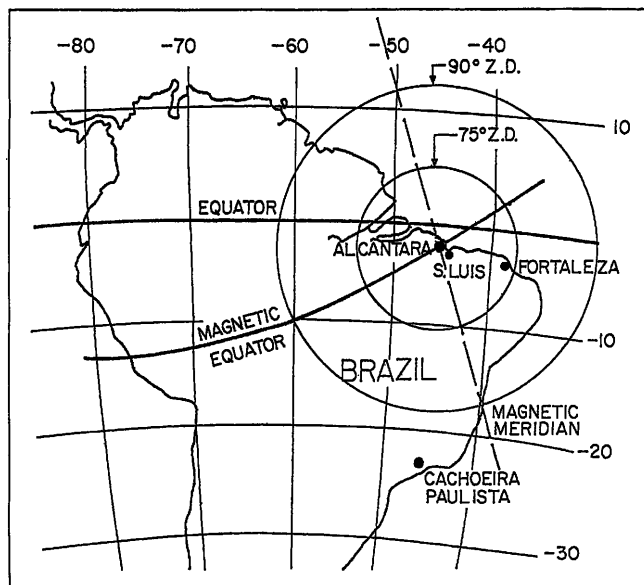 -80 -70 -60 -50 -40
90° Z.D.
75° Z.D.
10
EQUATOR
ALCANTARA
S. LUIS
FORTALEZA
MAGNETIC
EQUATOR
-10
BRAZIL
MAGNETIC
MERIDIAN
-20
CACHOEIRA
PAULISTA
-30